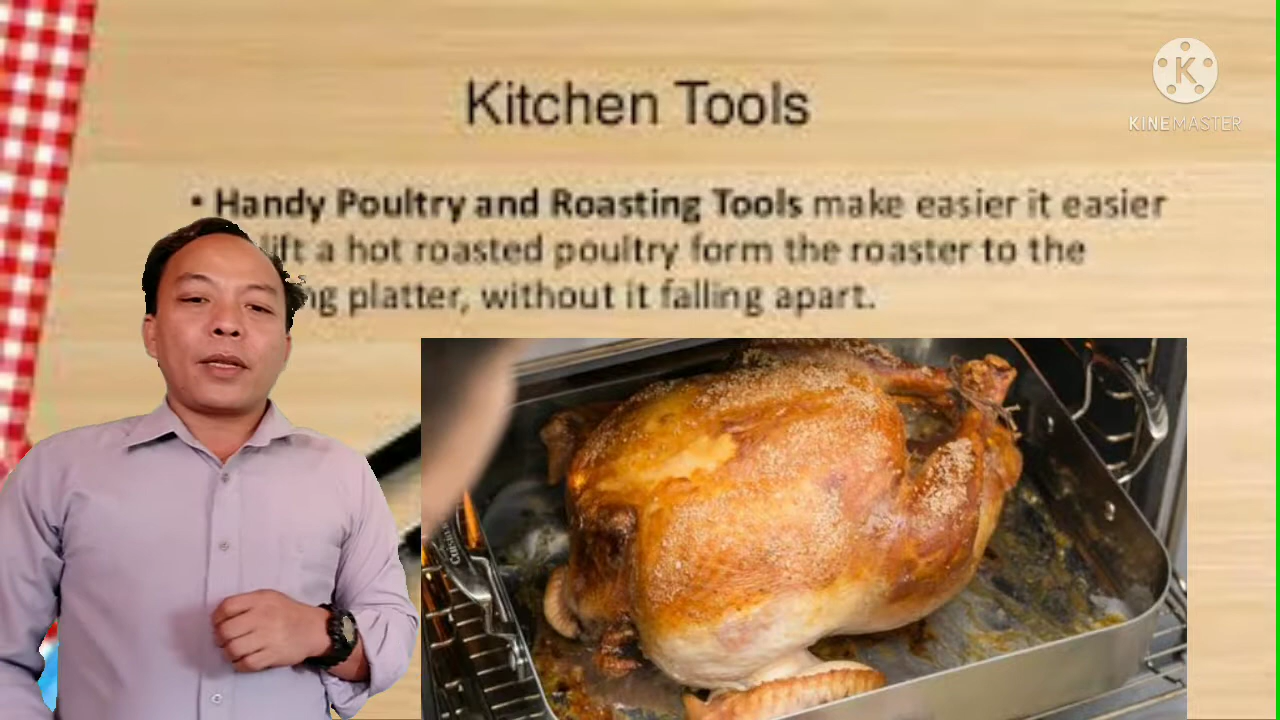 Kitchen Tools
K
KINEMASTER
• Handy Poultry and Roasting Tools make easier it easier
lift a hot roasted poultry form the roaster to the
ng platter, without it falling apart.